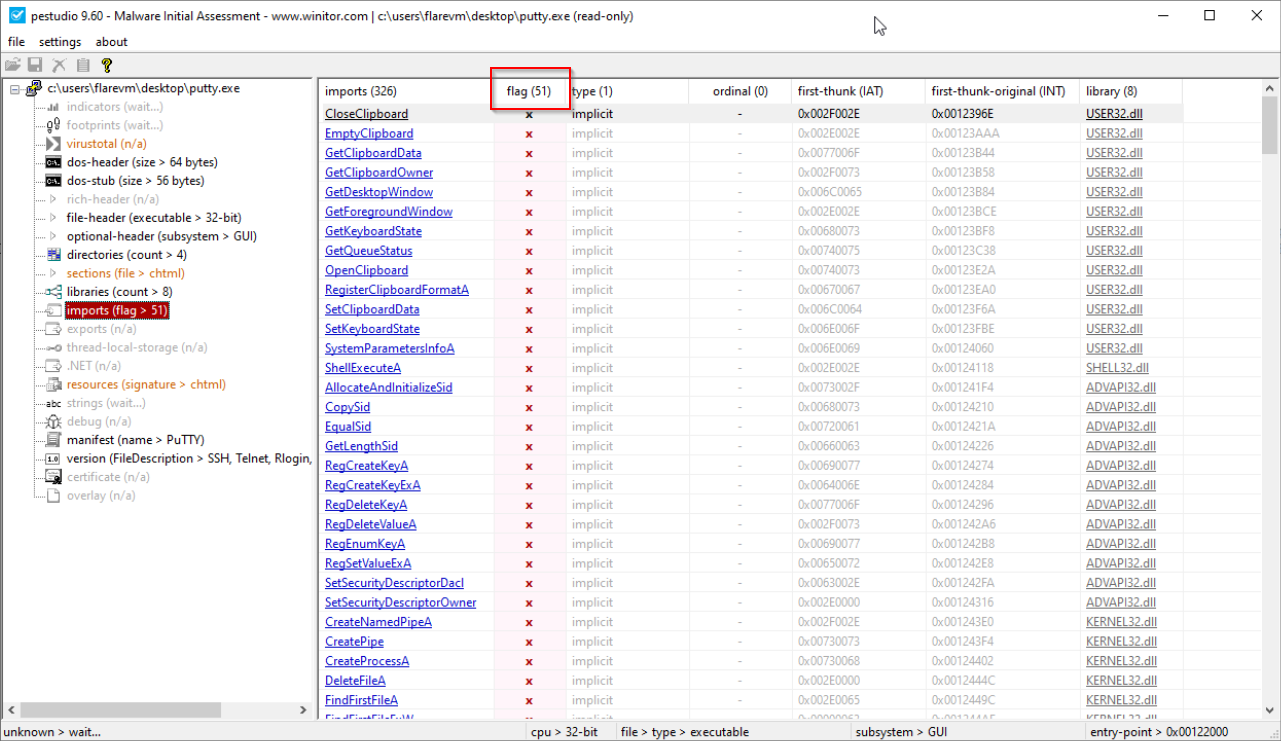 pestudio 9.60 - Malware Initial Assessment - www.winitor.com | c:\users\flarevm\desktop\putty.exe (read-only)
file settings about
c:\users\flarevm\desktop\putty.exe
indicators (wait...)
footprints (wait...)
virustotal (n/a)
dos-header (size > 64 bytes)
dos-stub (size > 56 bytes)
rich-header (n/a)
file-header (executable > 32-bit)
optional-header (subsystem > GUI)
directories (count > 4)
sections (file > chtml)
libraries (count > 8)
imports (flag > 51)
exports (n/a)
thread-local-storage (n/a)
.NET (n/a)
resources (signature > chtml)
abc strings (wait...)
debug (n/a)
manifest (name > PuTTY)
1.0 version (FileDescription > SSH, Telnet, Rlogin,
certificate (n/a)
overlay (n/a)
imports (326) flag (51) type (1) ordinal (0) first-thunk (IAT) first-thunk-original (INT) library (8)
CloseClipboard x implicit - 0x002F002E 0x0012396E USER32.dll
EmptyClipboard x implicit - 0x002E002E 0x00123AAA USER32.dll
GetClipboardData x implicit - 0x0077006F 0x00123B44 USER32.dll
GetClipboardOwner x implicit - 0x002F0073 0x00123B58 USER32.dll
GetDesktopWindow x implicit - 0x006C0065 0x00123B84 USER32.dll
GetForegroundWindow x implicit - 0x002E002E 0x00123BCE USER32.dll
GetKeyboardState x implicit - 0x00680073 0x00123BF8 USER32.dll
GetQueueStatus x implicit - 0x00740075 0x00123C38 USER32.dll
OpenClipboard x implicit - 0x00740073 0x00123E2A USER32.dll
RegisterClipboardFormatA x implicit - 0x00670067 0x00123EA0 USER32.dll
SetClipboardData x implicit - 0x006C0064 0x00123F6A USER32.dll
SetKeyboardState x implicit - 0x006E006F 0x00123FBE USER32.dll
SystemParametersInfoA x implicit - 0x006E0069 0x00124060 USER32.dll
ShellExecuteA x implicit - 0x002E002E 0x00124118 SHELL32.dll
AllocateAndInitializeSid x implicit - 0x0073002F 0x001241F4 ADVAPI32.dll
CopySid x implicit - 0x00680073 0x00124210 ADVAPI32.dll
EqualSid x implicit - 0x00720061 0x0012421A ADVAPI32.dll
GetLengthSid x implicit - 0x00660063 0x00124226 ADVAPI32.dll
RegCreateKeyA x implicit - 0x00690077 0x00124274 ADVAPI32.dll
RegCreateKeyExA x implicit - 0x0064006E 0x00124284 ADVAPI32.dll
RegDeleteKeyA x implicit - 0x0077006F 0x00124296 ADVAPI32.dll
RegDeleteValueA x implicit - 0x002F0073 0x001242A6 ADVAPI32.dll
RegEnumKeyA x implicit - 0x00690077 0x001242B8 ADVAPI32.dll
RegSetValueExA x implicit - 0x00650072 0x001242E8 ADVAPI32.dll
SetSecurityDescriptorDacl x implicit - 0x0063002E 0x001242FA ADVAPI32.dll
SetSecurityDescriptorOwner x implicit - 0x002E0000 0x00124316 ADVAPI32.dll
CreateNamedPipeA x implicit - 0x002F002E 0x001243E0 KERNEL32.dll
CreatePipe x implicit - 0x00730073 0x001243F4 KERNEL32.dll
CreateProcessA x implicit - 0x00730068 0x00124402 KERNEL32.dll
DeleteFileA x implicit - 0x002E0000 0x0012444C KERNEL32.dll
FindFirstFileA x implicit - 0x002E0065 0x0012449C KERNEL32.dll
unknown > wait... cpu > 32-bit file > type > executable subsystem > GUI entry-point > 0x00122000